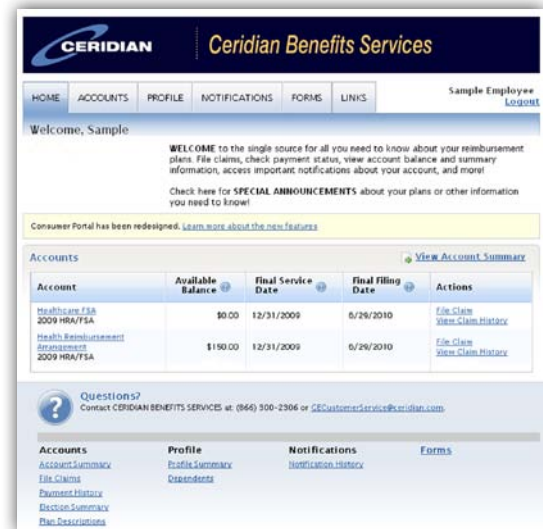 CERIDIAN
Ceridian Benefits Services
HOME ACCOUNTS PROFILE NOTIFICATIONS FORMS LINKS
Sample Employee
Logout
Welcome, Sample
WELCOME to the single source for all you need to know about your reimbursement
plans. File claims, check payment status, view account balance and summary
information, access important notifications about your account, and more!
Check here for SPECIAL ANNOUNCEMENTS about your plans or other information
you need to know!
Consumer Portal has been redesigned. Learn more about the new features
Accounts
View Account Summary
Account Available Balance Final Service Date Final Filing Date Actions
Healthcare FSA
2009 HRA/FSA
$0.00 12/31/2009 6/29/2010
File Claim
View Claim History
Health Reimbursement
Arrangement
2009 HRA/FSA
$150.00 12/31/2009 6/29/2010
File Claim
View Claim History
?
Questions?
Contact CERIDIAN BENEFITS SERVICES at: (866) 300-2306 or CECustomerService@ceridian.com.
Accounts Profile Notifications Forms
Account Summary Profile Summary Notification History
File Claims Dependents
Payment History
Election Summary
Plan Descriptions